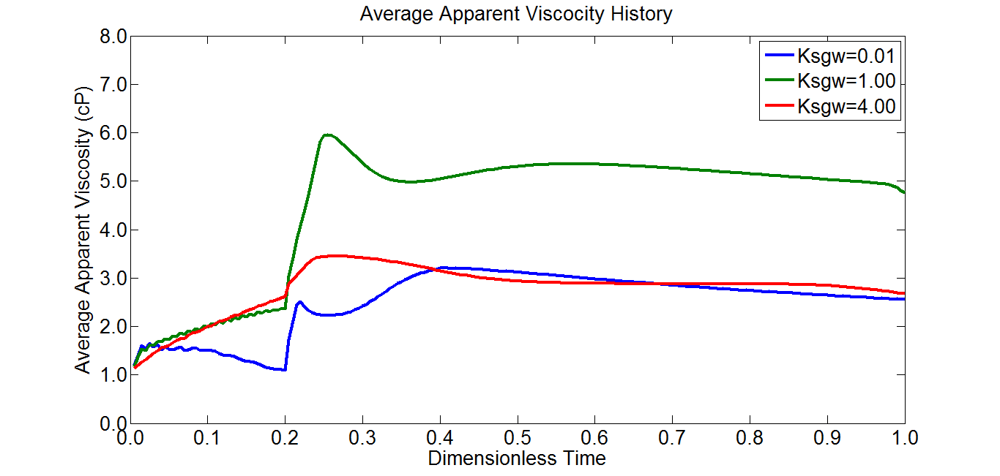 Average Apparent Viscocity History
Ksgw=0.01
Ksgw=1.00
Ksgw=4.00
Average Apparent Viscosity (cP)
8.0
7.0
6.0
5.0
4.0
3.0
2.0
1.0
0.0
0.0 0.1 0.2 0.3 0.4 0.5 0.6 0.7 0.8 0.9 1.0
Dimensionless Time